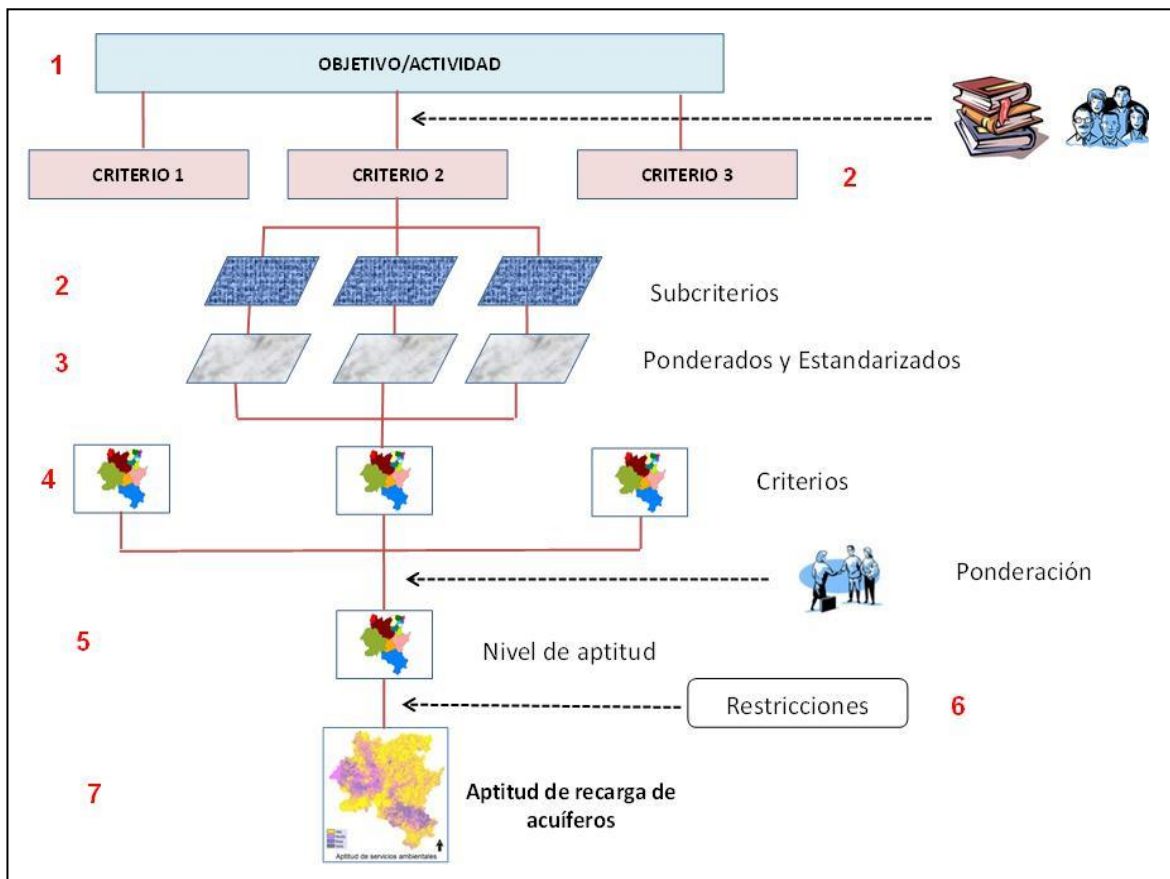 1
OBJETIVO/ACTIVIDAD
CRITERIO 1
CRITERIO 2
CRITERIO 3
2
2
Subcriterios
3
Ponderados y Estandarizados
4
Criterios
Ponderación
5
Nivel de aptitud
Restricciones
6
7
Aptitud de recarga de
acuíferos
Aptitud de servicios ambientales